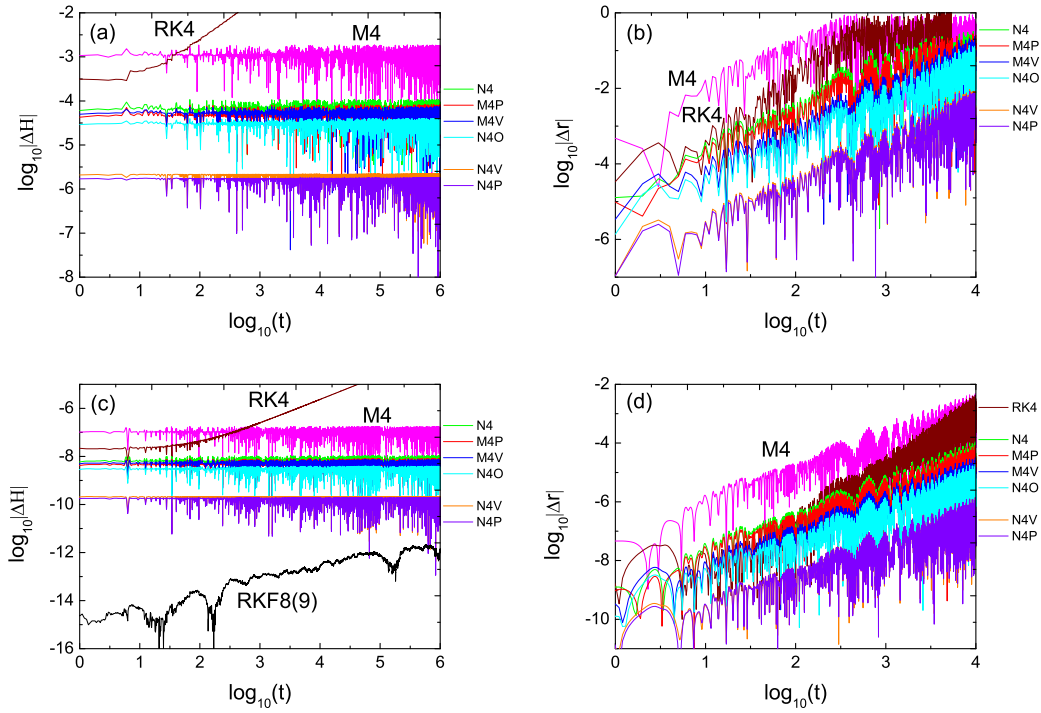 (a)
RK4
M4
-2
-3
-4
-5
-6
-7
-8
0
1
2
3
4
5
6
log₁₀|ΔH|
log₁₀(t)
N4
M4P
M4V
N4O
N4V
N4P
(b)
M4
RK4
0
-2
-4
-6
0
1
2
3
4
log₁₀|Δr|
log₁₀(t)
N4
M4P
M4V
N4O
N4V
N4P
(c)
RK4
M4
RKF8(9)
-6
-8
-10
-12
-14
-16
0
1
2
3
4
5
6
log₁₀|ΔH|
log₁₀(t)
N4
M4P
M4V
N4O
N4V
N4P
(d)
M4
-2
-4
-6
-8
-10
0
1
2
3
4
log₁₀|Δr|
log₁₀(t)
RK4
N4
M4P
M4V
N4O
N4V
N4P